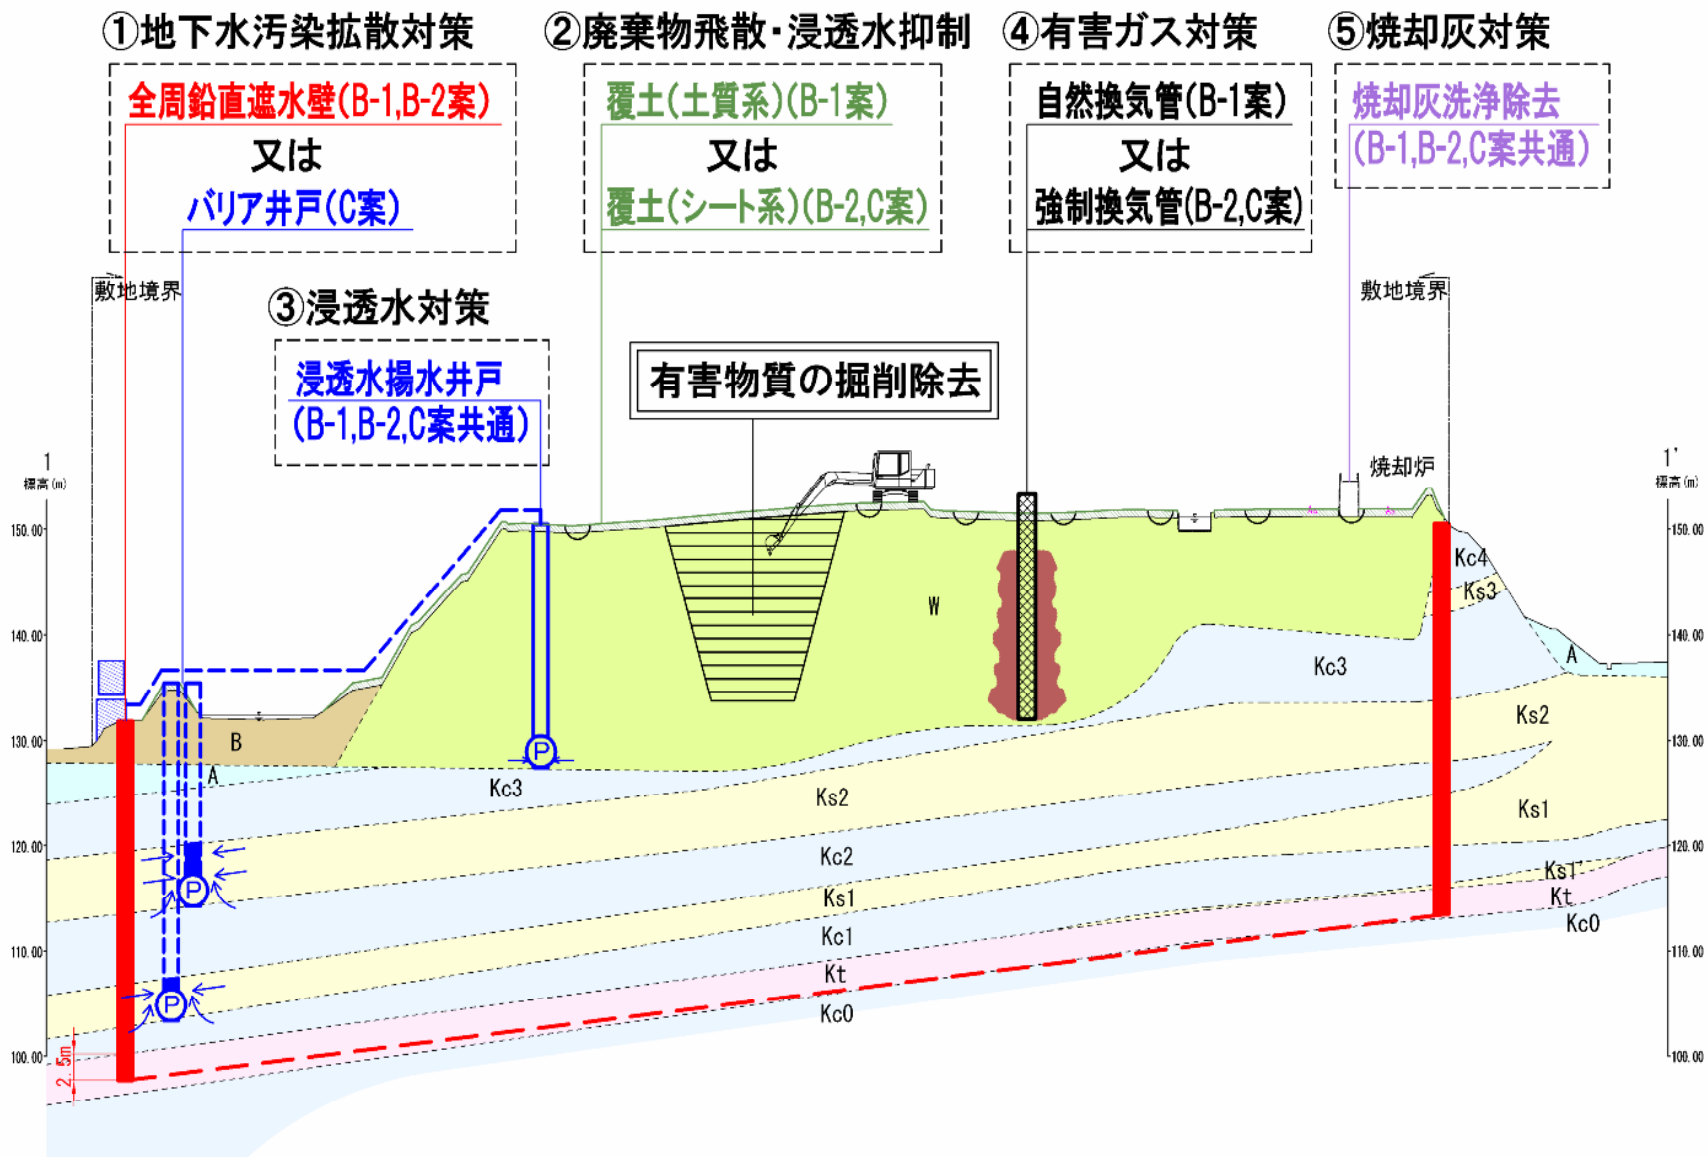 ①地下水汚染拡散対策
全周鉛直遮水壁(B-1,B-2案)
又は
バリア井戸(C案)
②廃棄物飛散・浸透水抑制
覆土(土質系)(B-1案)
又は
覆土(シート系)(B-2,C案)
④有害ガス対策
自然換気管(B-1案)
又は
強制換気管(B-2,C案)
⑤焼却灰対策
焼却灰洗浄除去
(B-1,B-2,C案共通)
敷地境界
敷地境界
③浸透水対策
浸透水揚水井戸
(B-1,B-2,C案共通)
有害物質の掘削除去
焼却炉
1
標高(m)
1'
標高(m)
150.00
150.00
140.00
140.00
130.00
130.00
120.00
120.00
110.00
110.00
100.00
100.00
Kc4
Ks3
W
A
Kc3
Ks2
B
P
A
Kc3
Ks2
Ks1
Kc2
P
Ks1
Ks1'
Kt
Kc1
Kc0
Kt
P
Kc0
2.5m